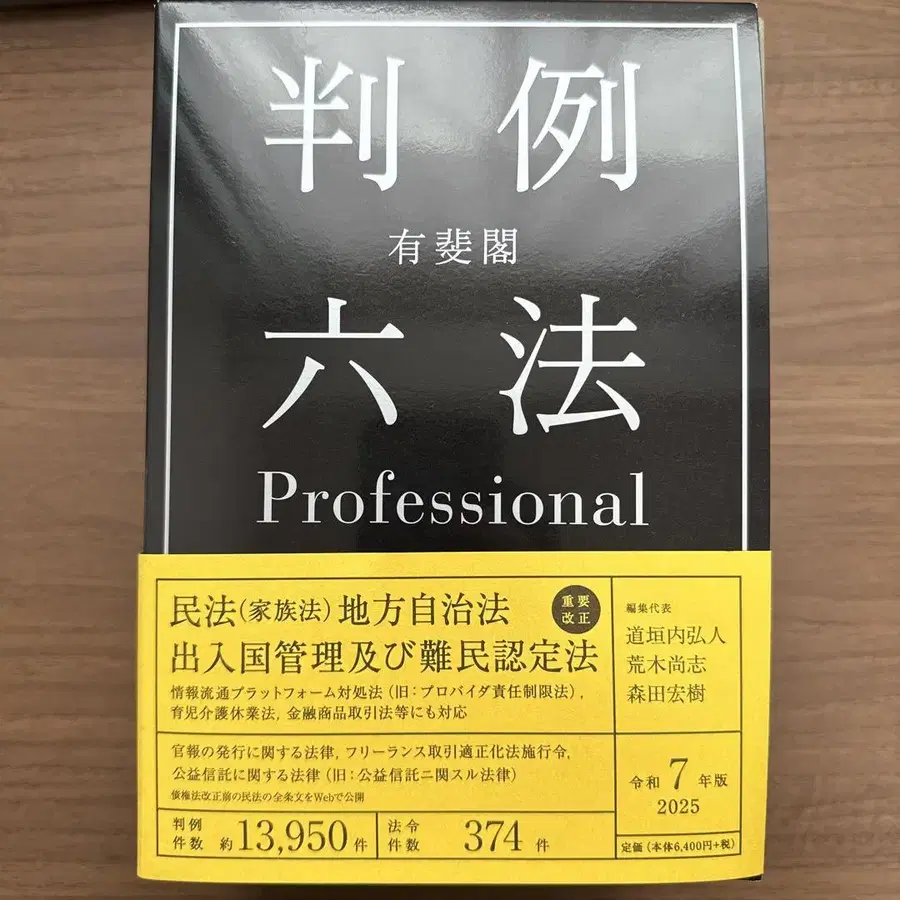 判例
有斐閣
六法
Professional
民法(家族法)地方自治法
出入国管理及び難民認定法
重要
改正
情報流通プラットフォーム対処法(旧:プロバイダ責任制限法),
育児介護休業法, 金融商品取引法等にも対応
官報の発行に関する法律, フリーランス取引適正化法施行令,
公益信託に関する法律(旧:公益信託ニ関スル法律)
債権法改正前の民法の全条文をWebで公開
判例件数 約13,950件
法令件数 374件
編集代表
道垣内弘人
荒木尚志
森田宏樹
令和7年版
2025
定価(本体6,400円+税)